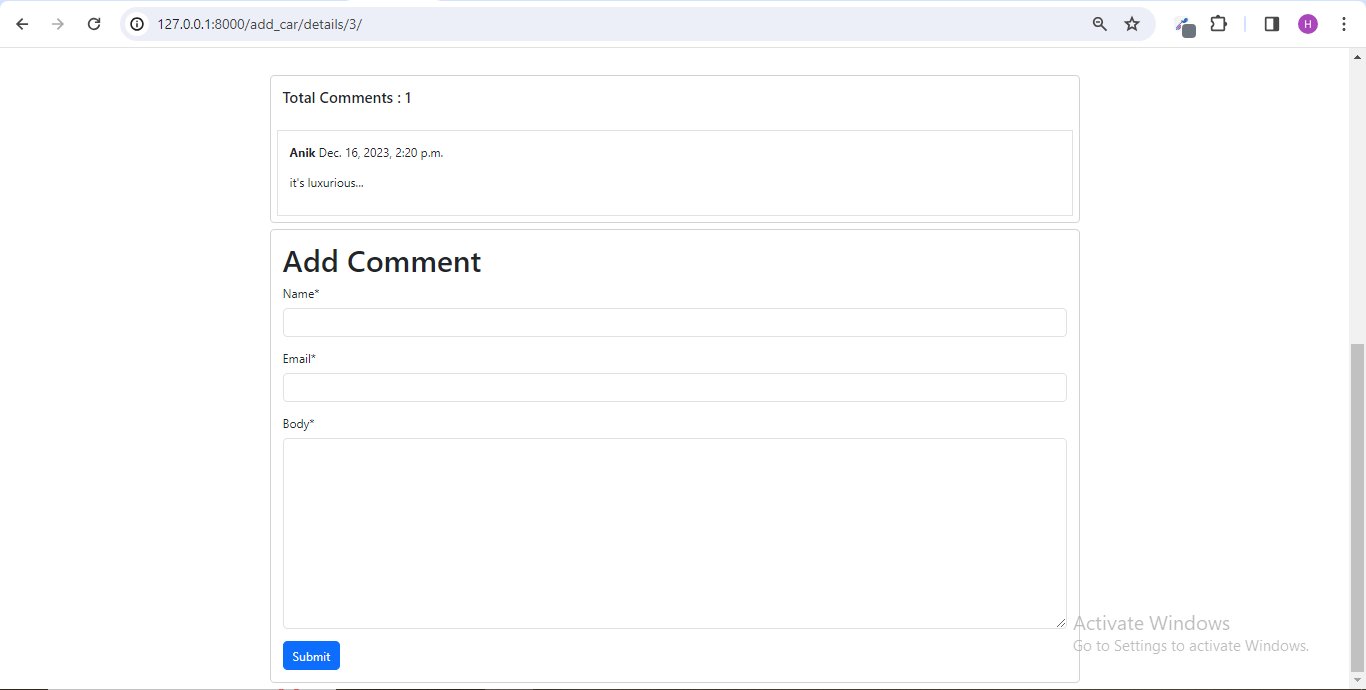 127.0.0.1:8000/add_car/details/3/
H
Total Comments : 1
Anik Dec. 16, 2023, 2:20 p.m.
it's luxurious...
Add Comment
Name*
Email*
Body*
Submit
Activate Windows
Go to Settings to activate Windows.